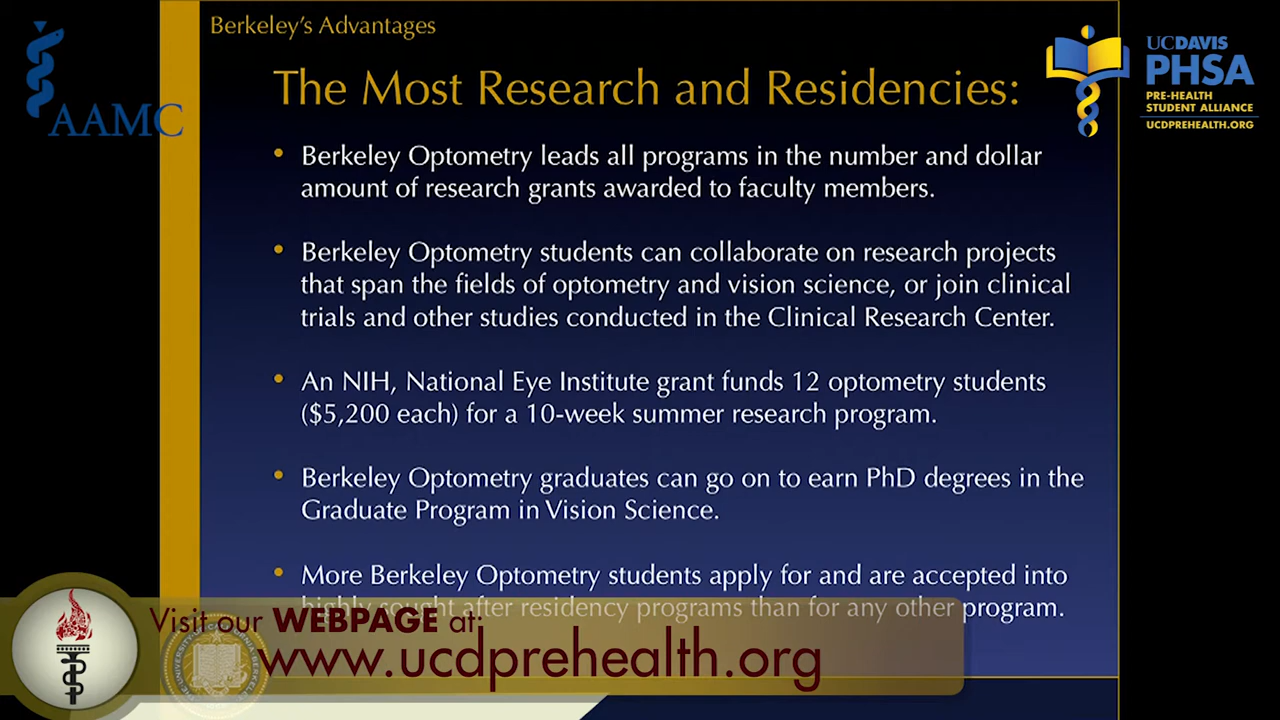 Berkeley's Advantages
AAMC
UCDAVIS
PHSA
PRE-HEALTH
STUDENT ALLIANCE
UCDPREHEALTH.ORG
The Most Research and Residencies:
• Berkeley Optometry leads all programs in the number and dollar
amount of research grants awarded to faculty members.
• Berkeley Optometry students can collaborate on research projects
that span the fields of optometry and vision science, or join clinical
trials and other studies conducted in the Clinical Research Center.
• An NIH, National Eye Institute grant funds 12 optometry students
($5,200 each) for a 10-week summer research program.
• Berkeley Optometry graduates can go on to earn PhD degrees in the
Graduate Program in Vision Science.
• More Berkeley Optometry students apply for and are accepted into
highly sought after residency programs than for any other program.
Visit our WEBPAGE at:
www.ucdprehealth.org